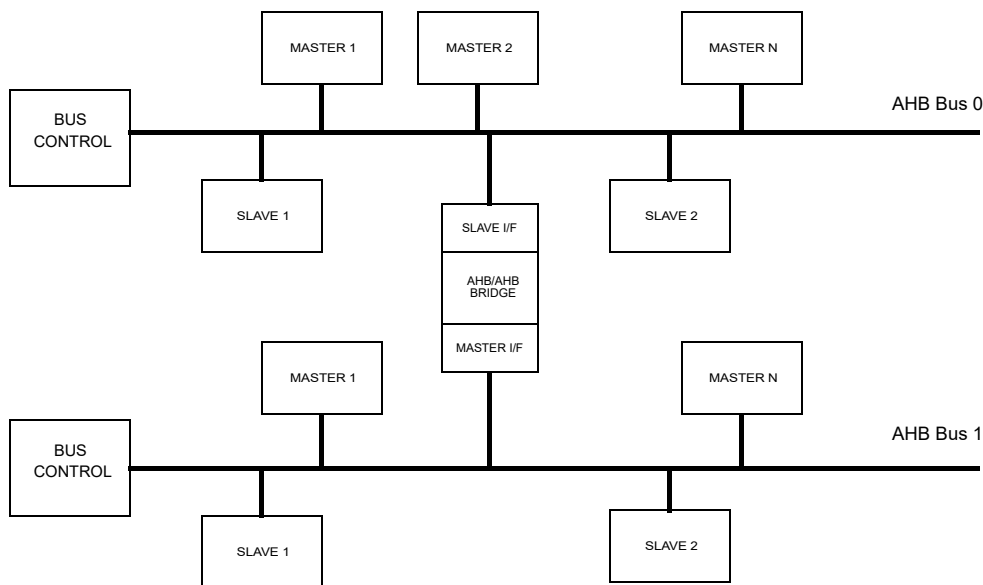 MASTER 1
MASTER 2
MASTER N
AHB Bus 0
BUS
CONTROL
SLAVE 1
SLAVE I/F
SLAVE 2
AHB/AHB
BRIDGE
MASTER I/F
MASTER 1
MASTER N
AHB Bus 1
BUS
CONTROL
SLAVE 1
SLAVE 2